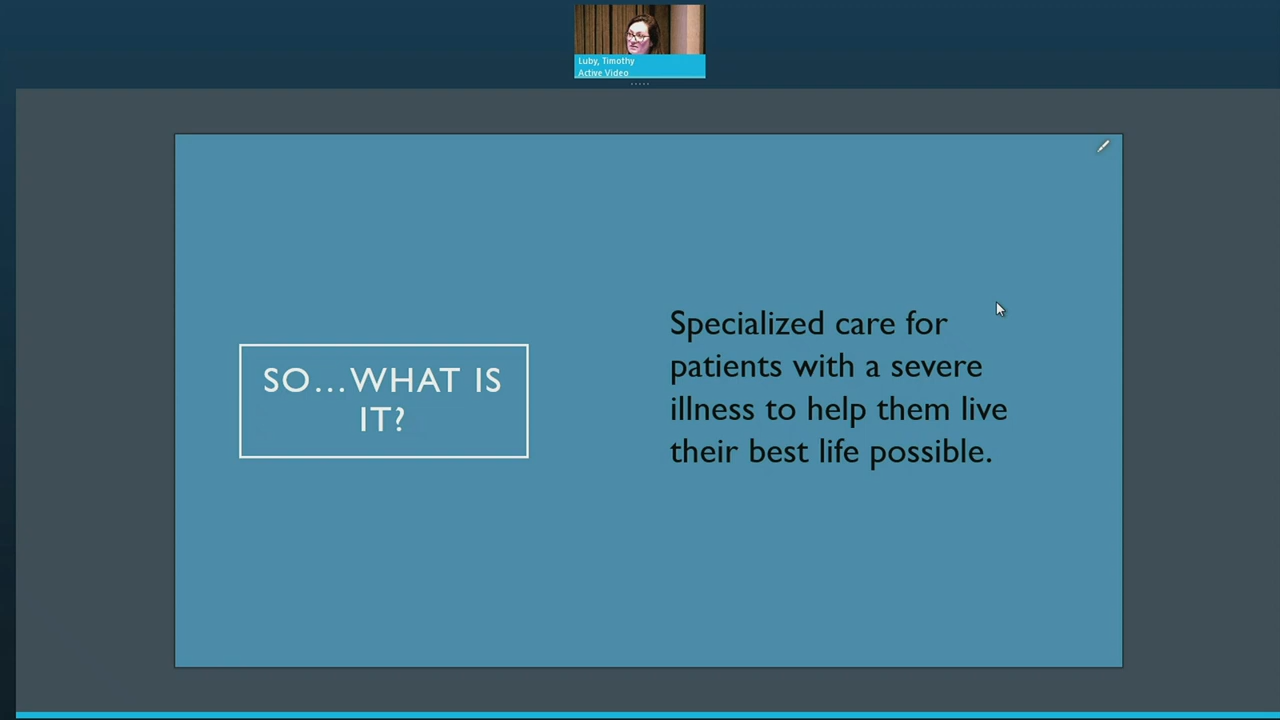 Luby, Timothy
Active Video
SO...WHAT IS
IT?
Specialized care for
patients with a severe
illness to help them live
their best life possible.